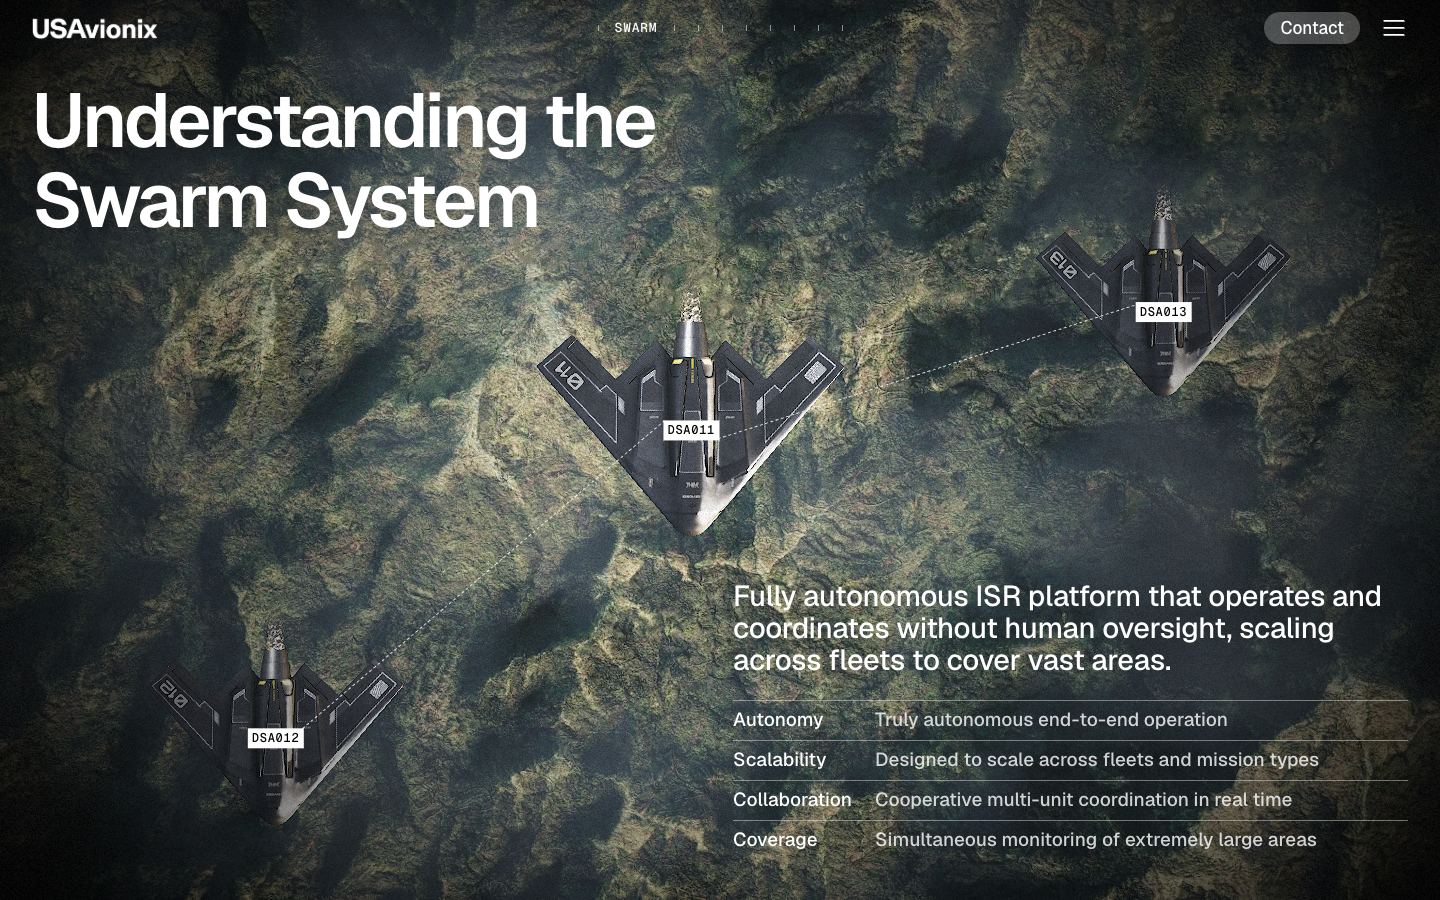 USAvionix
SWARM
Contact
Understanding the
Swarm System
013
DSA013
011
DSA011
Fully autonomous ISR platform that operates and
coordinates without human oversight, scaling
across fleets to cover vast areas.
012
DSA012
Autonomy Truly autonomous end-to-end operation
Scalability Designed to scale across fleets and mission types
Collaboration Cooperative multi-unit coordination in real time
Coverage Simultaneous monitoring of extremely large areas